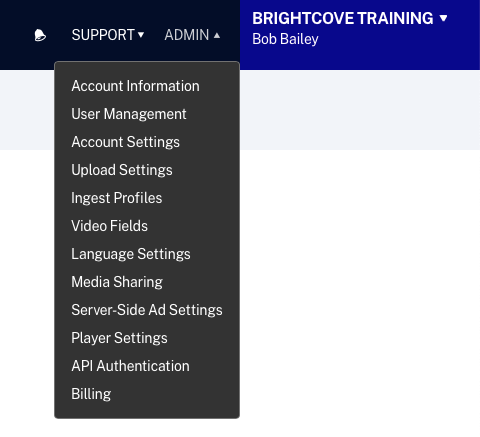 SUPPORT ADMIN
BRIGHTCOVE TRAINING
Bob Bailey
Account Information
User Management
Account Settings
Upload Settings
Ingest Profiles
Video Fields
Language Settings
Media Sharing
Server-Side Ad Settings
Player Settings
API Authentication
Billing